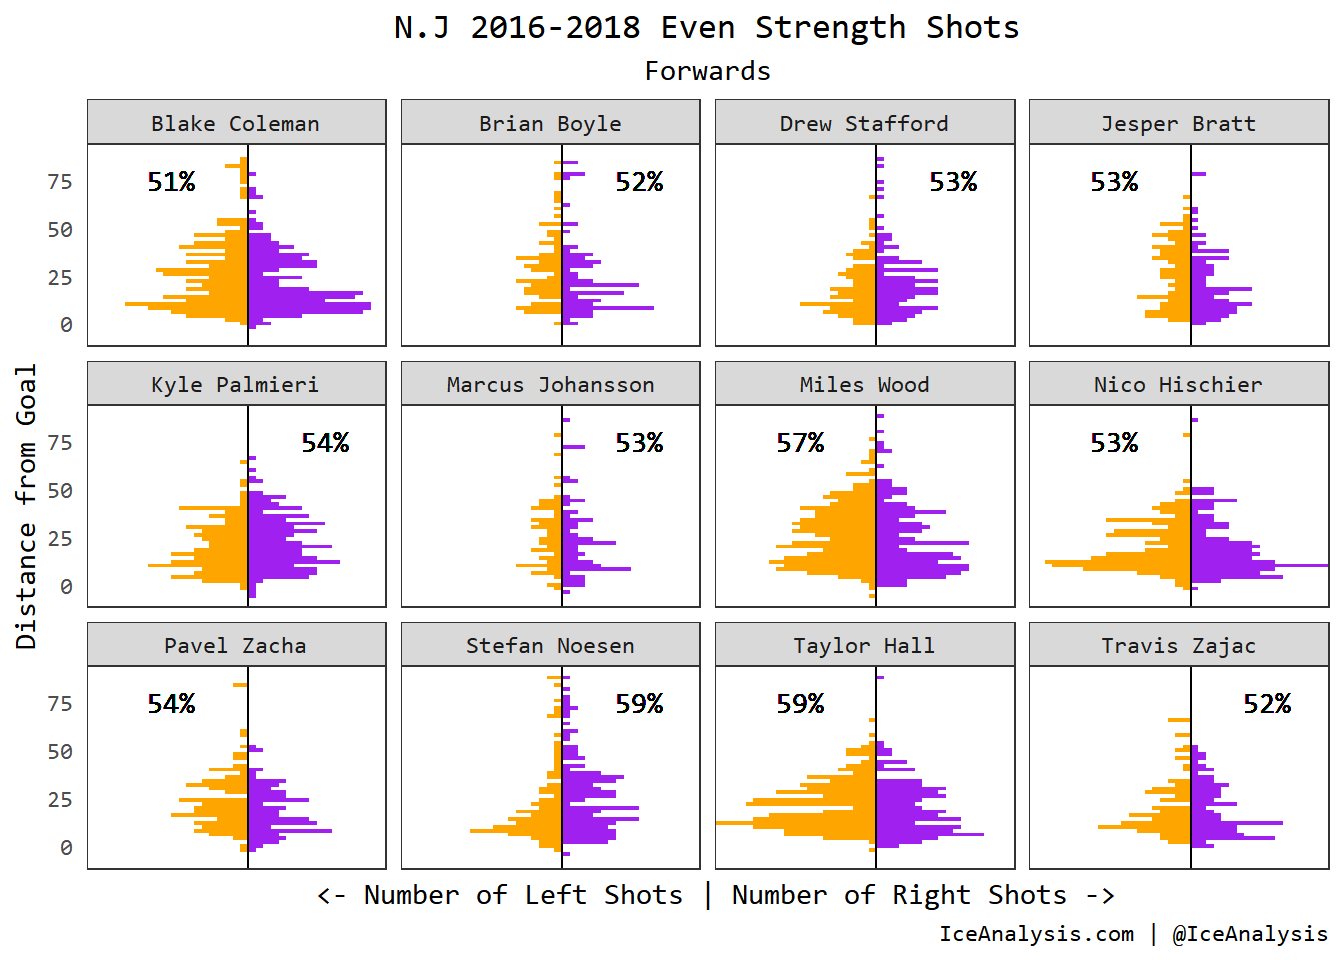 N.J 2016-2018 Even Strength Shots
Forwards
Blake Coleman
Brian Boyle
Drew Stafford
Jesper Bratt
75
50
25
0
51%
52%
53%
53%
Kyle Palmieri
Marcus Johansson
Miles Wood
Nico Hischier
75
50
25
0
54%
53%
57%
53%
Pavel Zacha
Stefan Noesen
Taylor Hall
Travis Zajac
75
50
25
0
54%
59%
59%
52%
Distance from Goal
<- Number of Left Shots | Number of Right Shots ->
IceAnalysis.com | @IceAnalysis